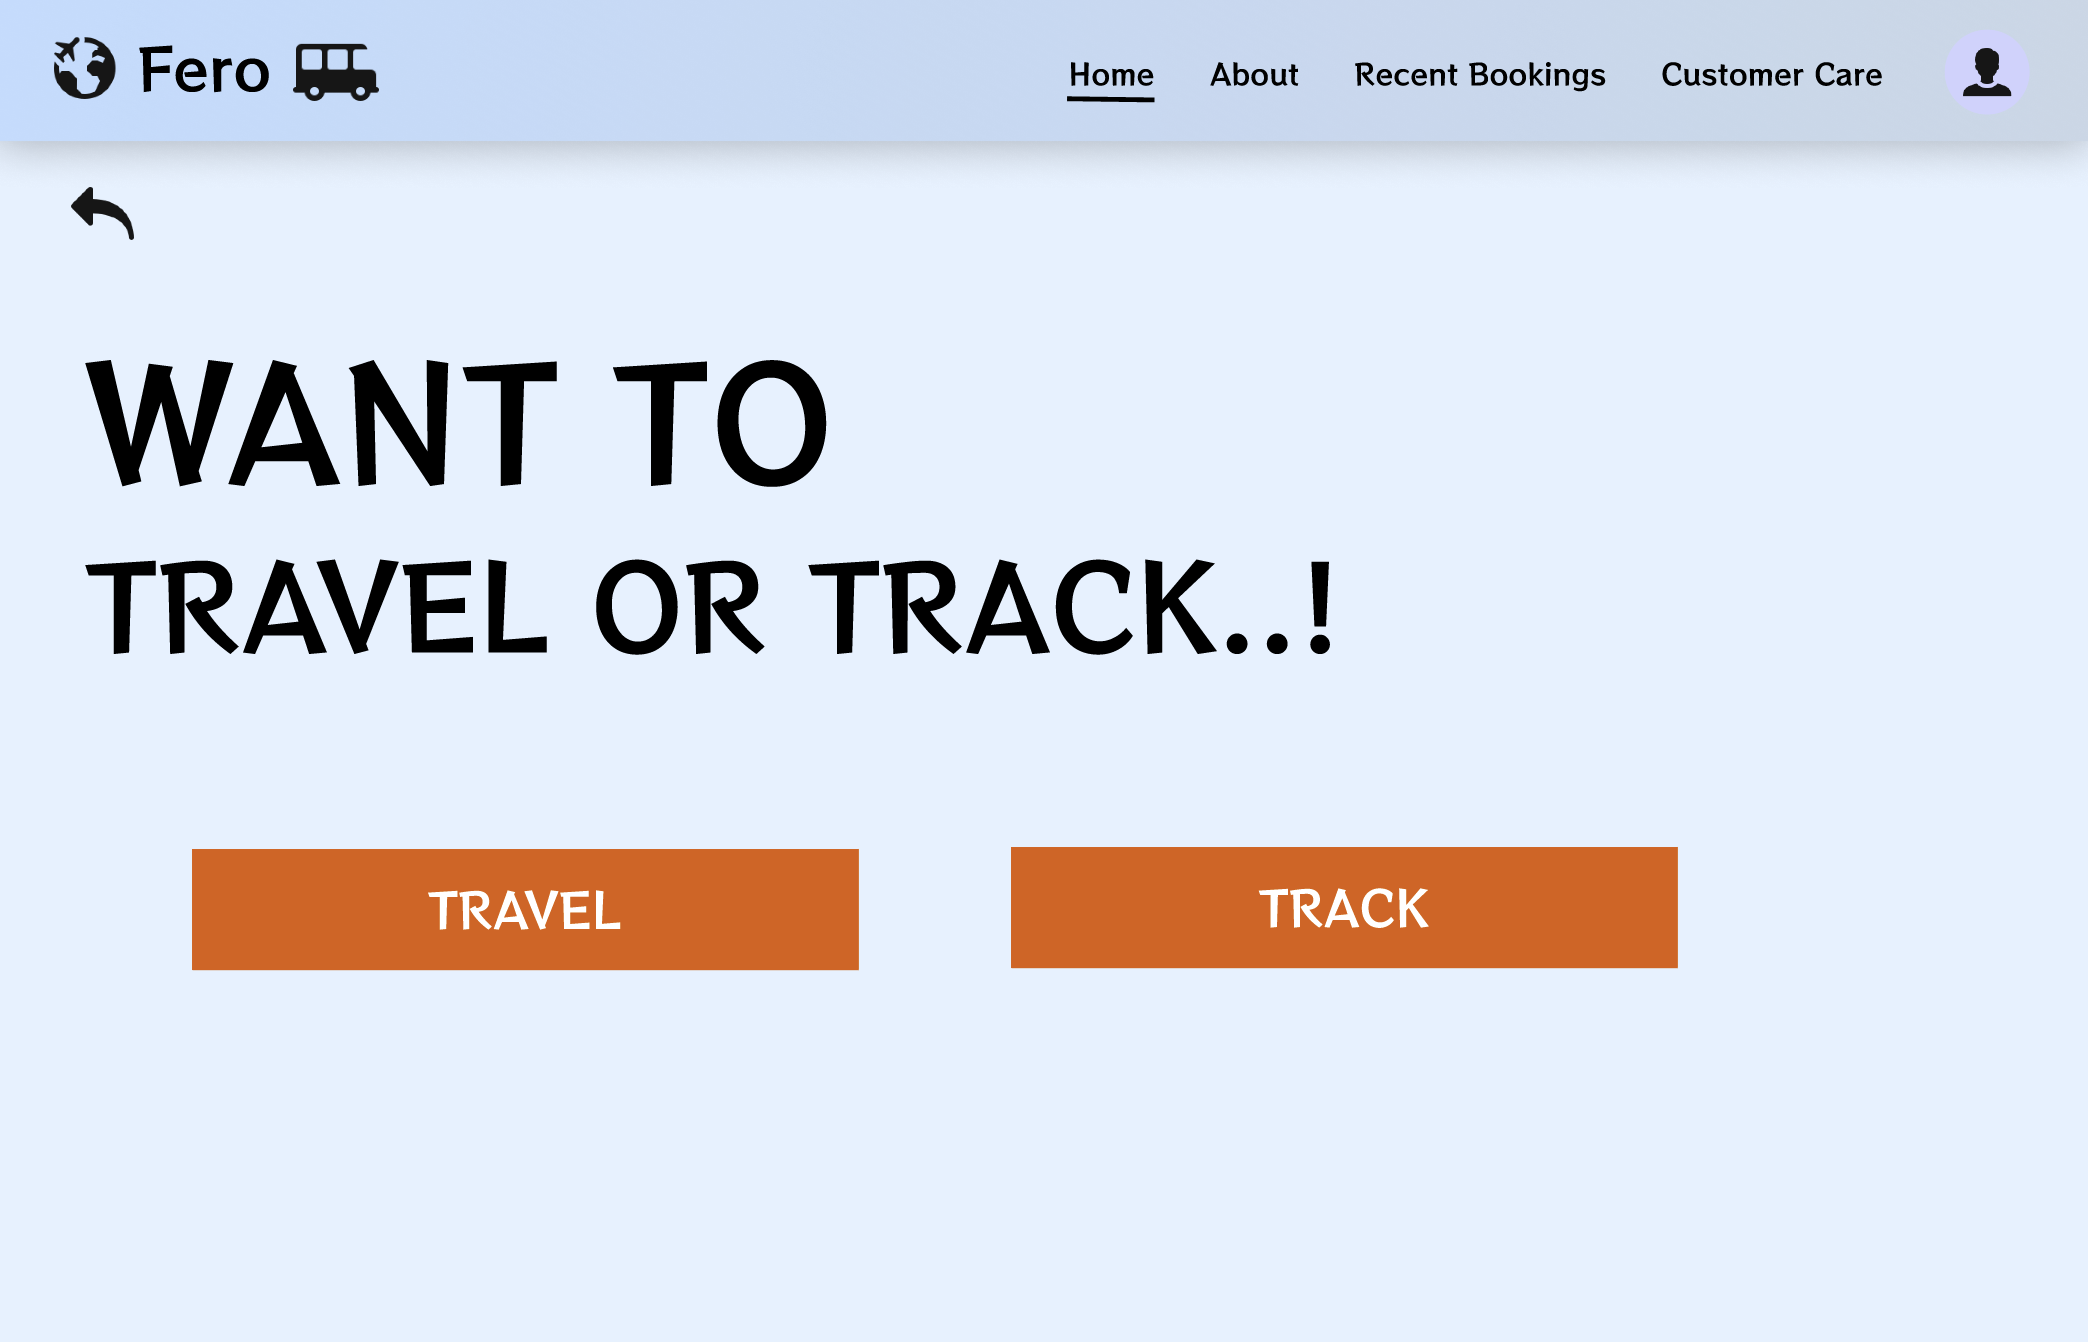 Fero
Home About Recent Bookings Customer Care
WANT TO
TRAVEL OR TRACK..!
TRAVEL
TRACK